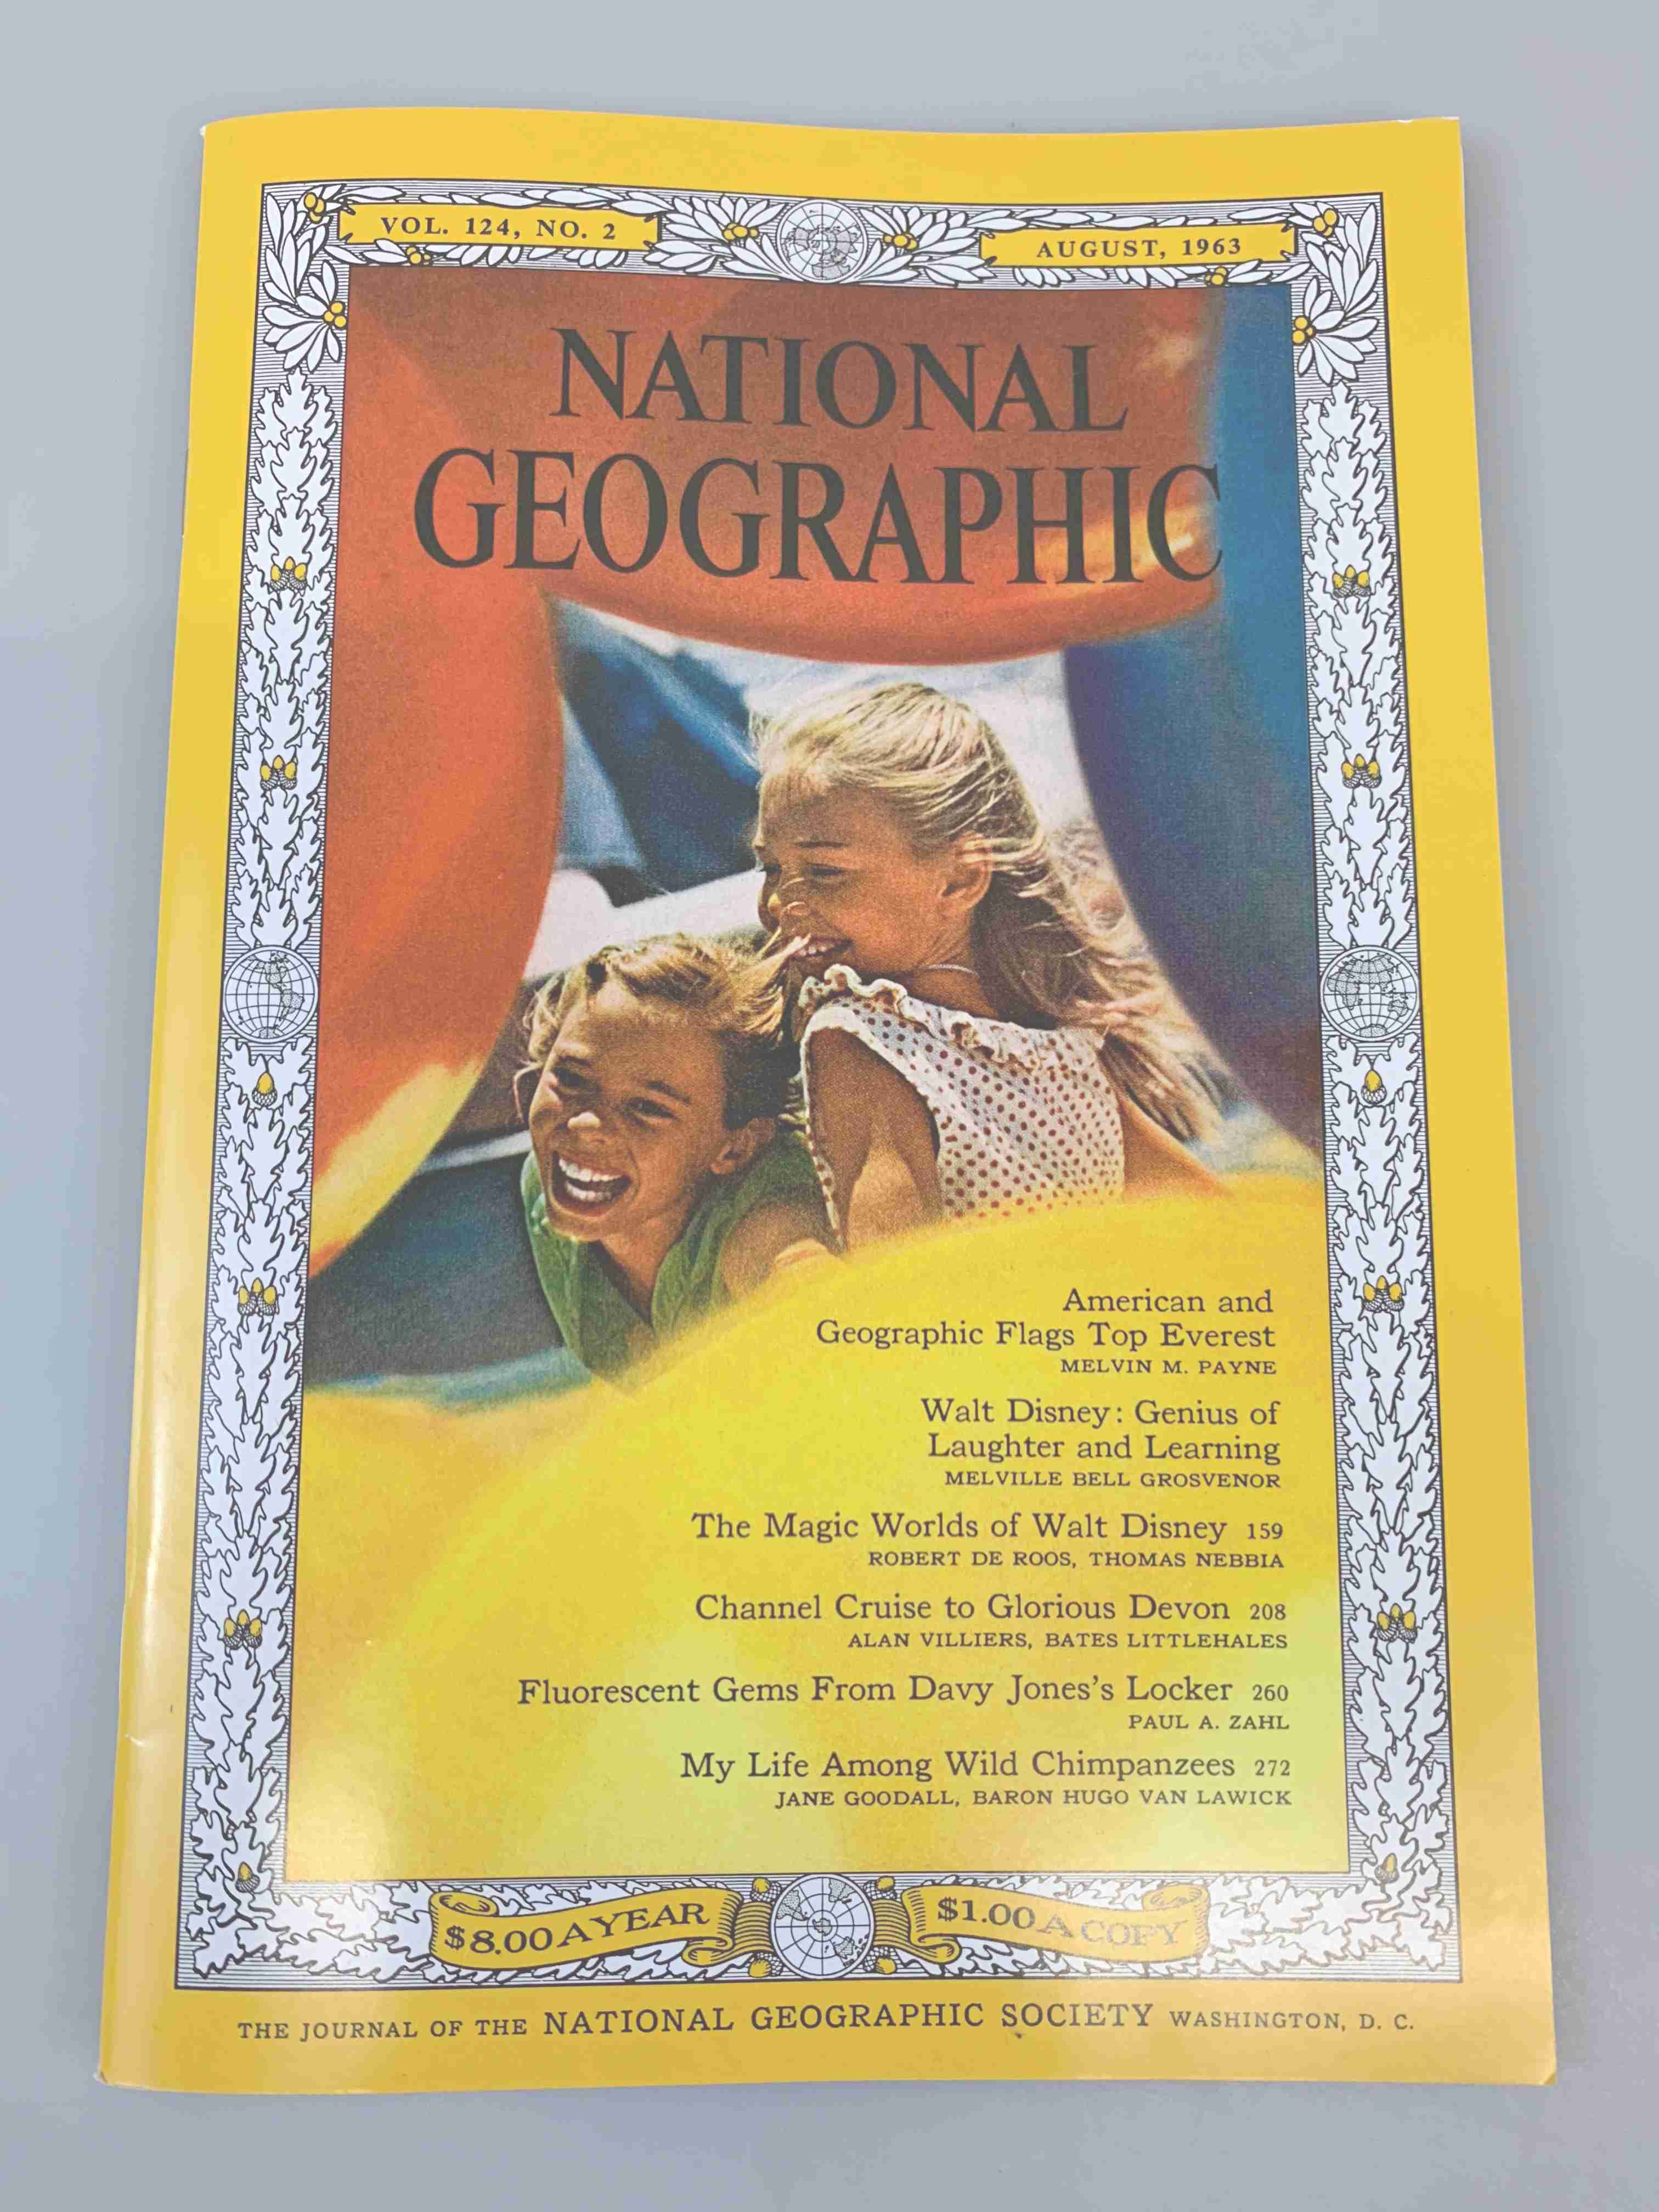 VOL. 124, NO. 2
AUGUST, 1963
NATIONAL
GEOGRAPHIC
American and
Geographic Flags Top Everest
MELVIN M. PAYNE
Walt Disney: Genius of
Laughter and Learning
MELVILLE BELL GROSVENOR
The Magic Worlds of Walt Disney 159
ROBERT DE ROOS, THOMAS NEBBIA
Channel Cruise to Glorious Devon 208
ALAN VILLIERS, BATES LITTLEHALES
Fluorescent Gems From Davy Jones's Locker 260
PAUL A. ZAHL
My Life Among Wild Chimpanzees 272
JANE GOODALL, BARON HUGO VAN LAWICK
$8.00 A YEAR
$1.00 A COPY
THE JOURNAL OF THE NATIONAL GEOGRAPHIC SOCIETY WASHINGTON, D. C.